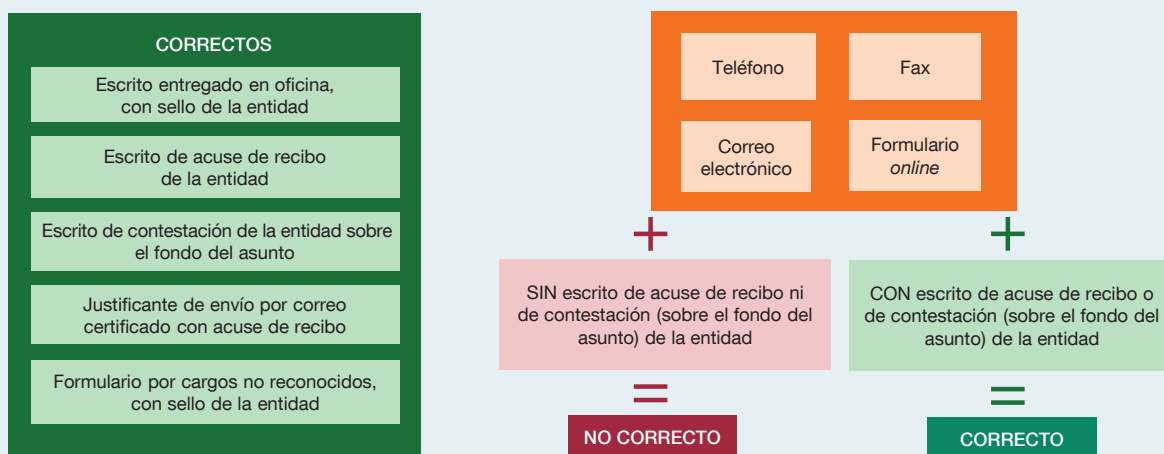 CORRECTOS
Escrito entregado en oficina,
con sello de la entidad
Escrito de acuse de recibo
de la entidad
Escrito de contestación de la entidad sobre
el fondo del asunto
Justificante de envío por correo
certificado con acuse de recibo
Formulario por cargos no reconocidos,
con sello de la entidad
Teléfono
Fax
Correo
electrónico
Formulario
online
+
+
SIN escrito de acuse de recibo ni
de contestación (sobre el fondo del
asunto) de la entidad
CON escrito de acuse de recibo o
de contestación (sobre el fondo del
asunto) de la entidad
=
=
NO CORRECTO
CORRECTO